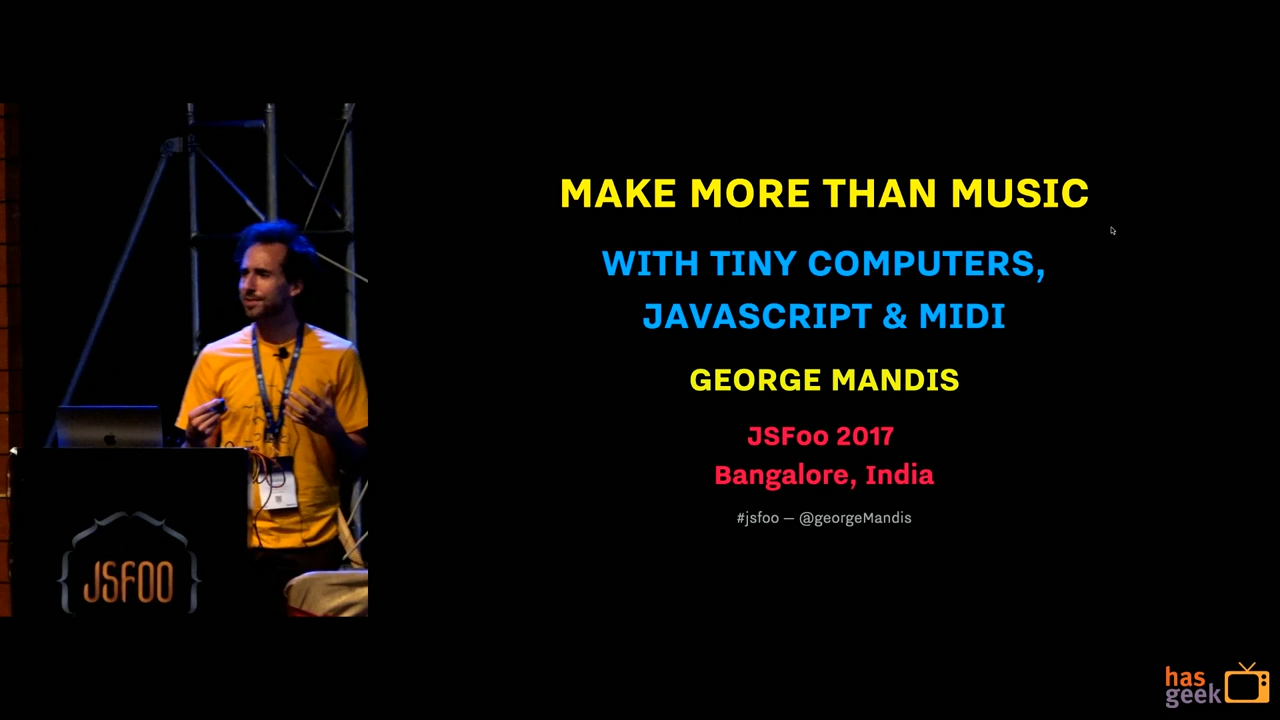 MAKE MORE THAN MUSIC
WITH TINY COMPUTERS,
JAVASCRIPT & MIDI
GEORGE MANDIS
JSFoo 2017
Bangalore, India
#jsfoo — @georgeMandis
{JSFOO}
has
geek